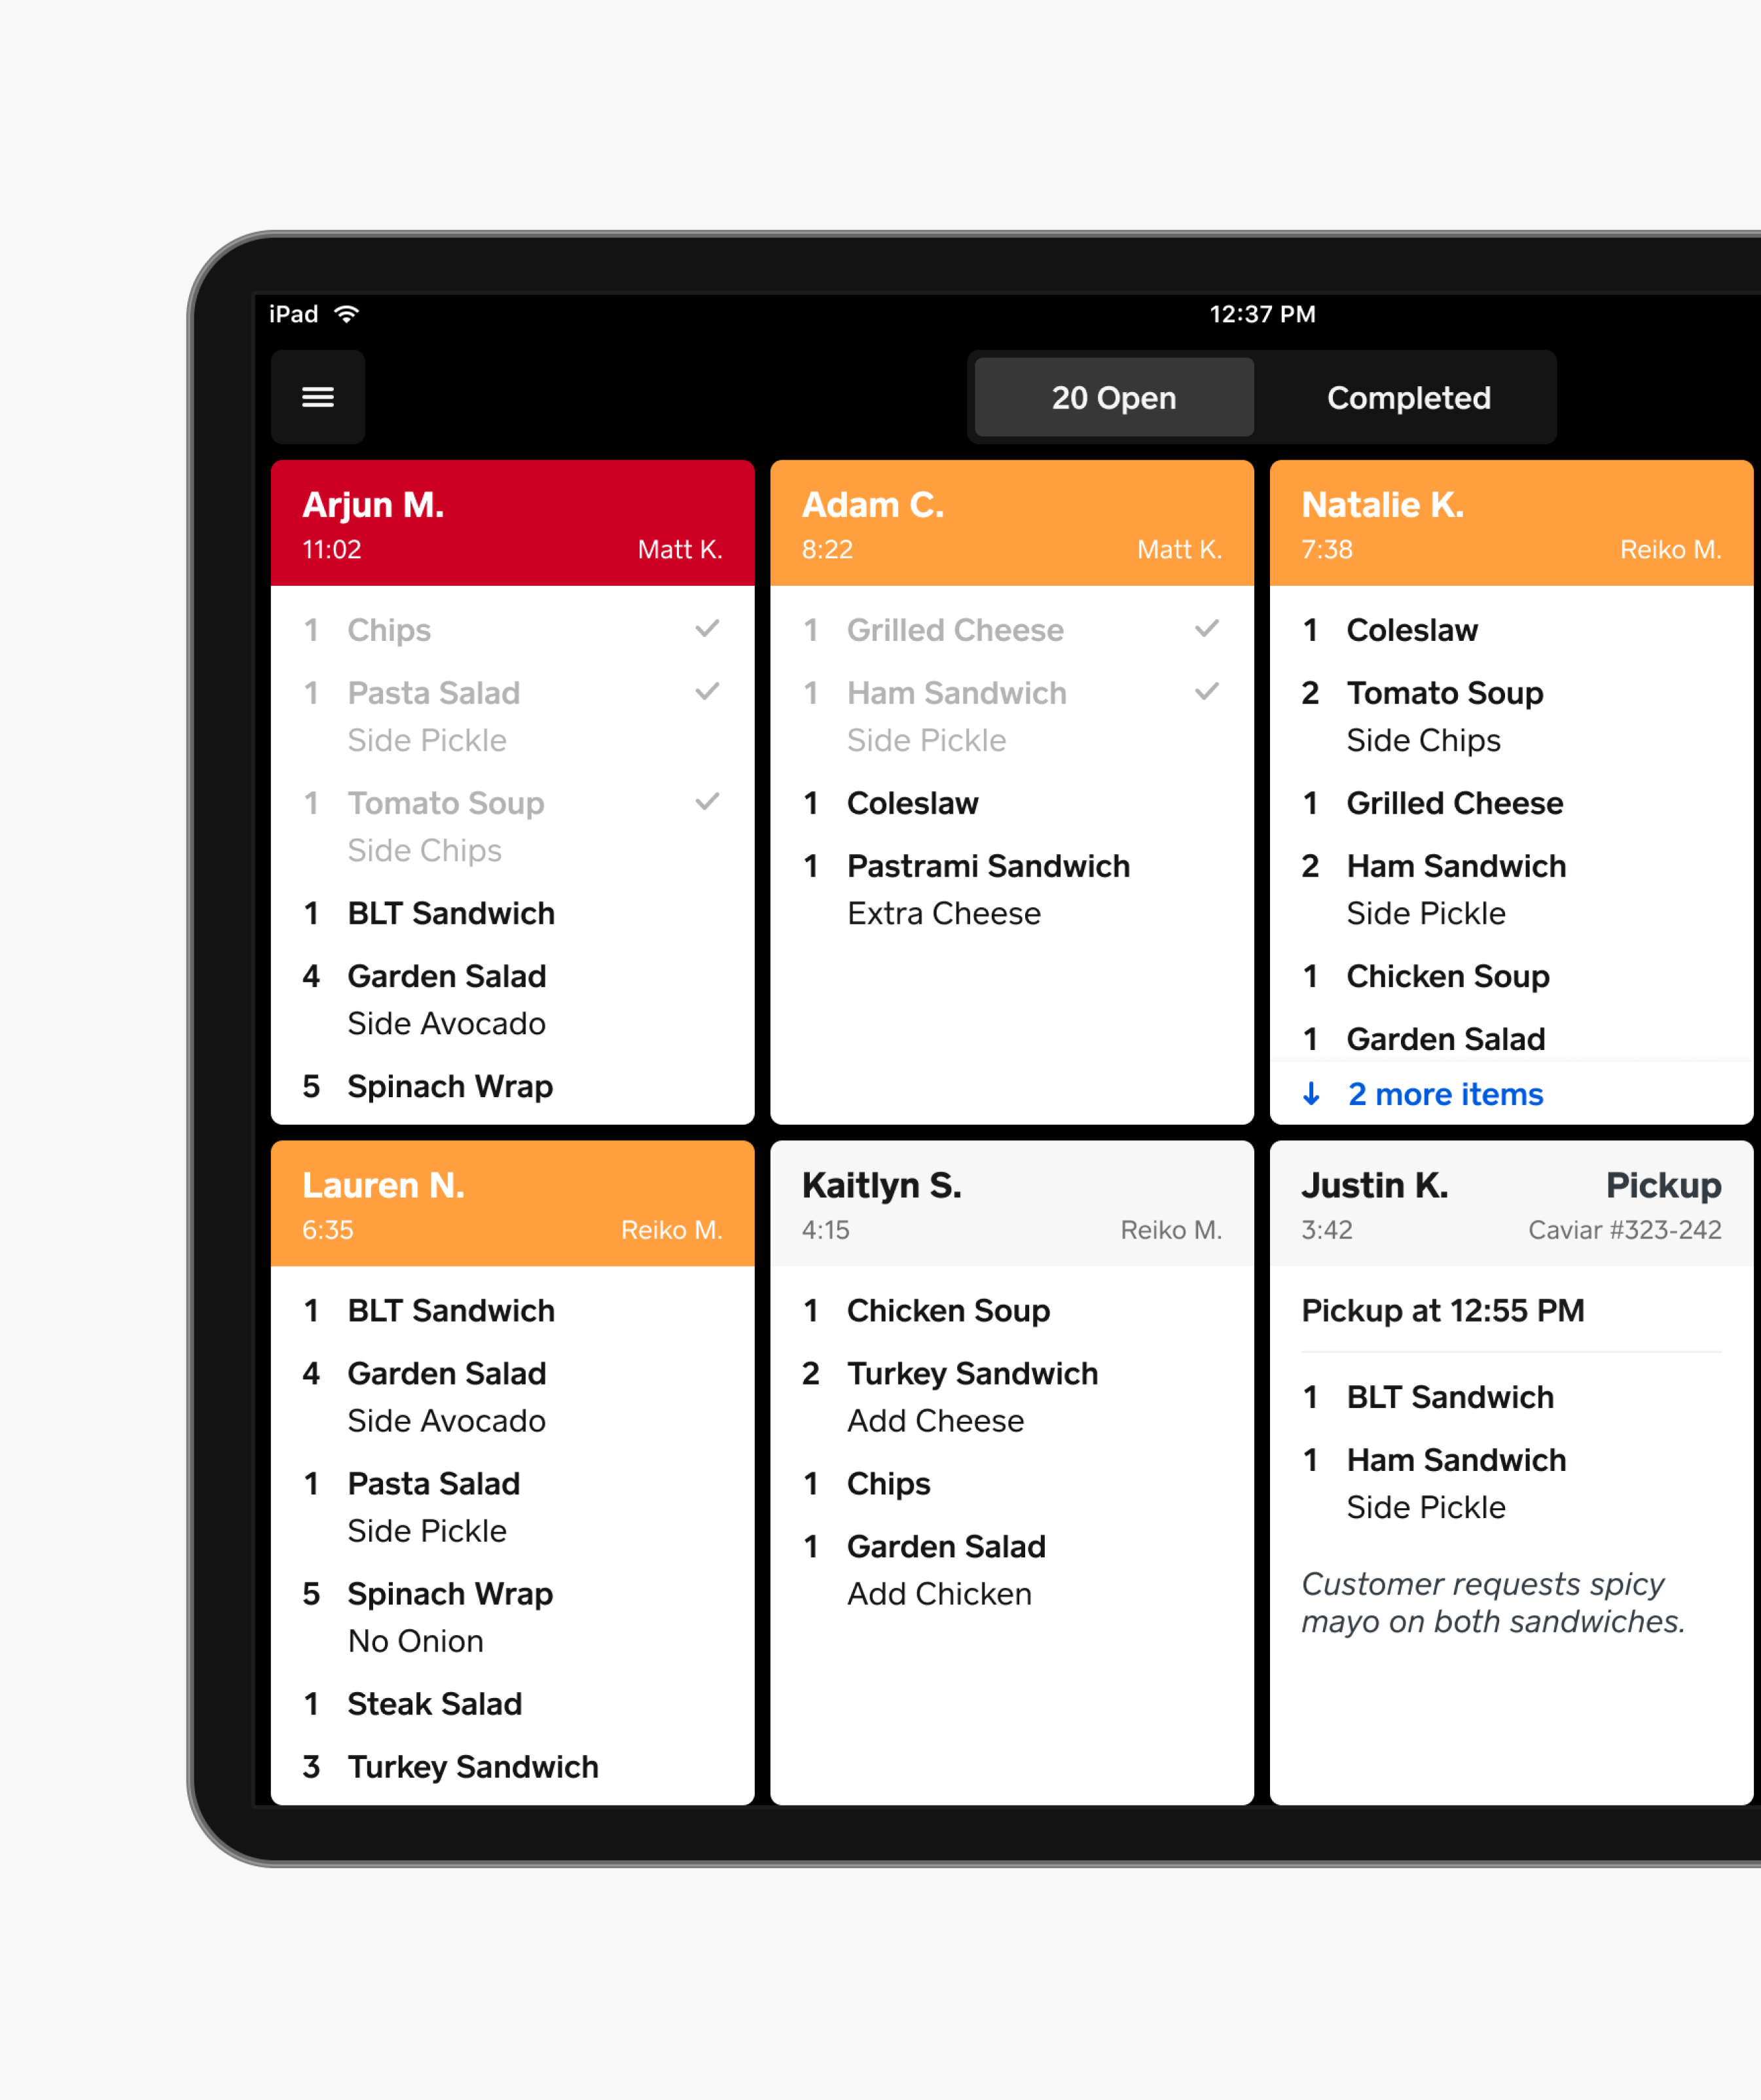 iPad 12:37 PM
20 Open Completed
Arjun M.
11:02 Matt K.
1 Chips
1 Pasta Salad
Side Pickle
1 Tomato Soup
Side Chips
1 BLT Sandwich
4 Garden Salad
Side Avocado
5 Spinach Wrap
Adam C.
8:22 Matt K.
1 Grilled Cheese
1 Ham Sandwich
Side Pickle
1 Coleslaw
1 Pastrami Sandwich
Extra Cheese
Natalie K.
7:38 Reiko M.
1 Coleslaw
2 Tomato Soup
Side Chips
1 Grilled Cheese
2 Ham Sandwich
Side Pickle
1 Chicken Soup
1 Garden Salad
2 more items
Lauren N.
6:35 Reiko M.
1 BLT Sandwich
4 Garden Salad
Side Avocado
1 Pasta Salad
Side Pickle
5 Spinach Wrap
No Onion
1 Steak Salad
3 Turkey Sandwich
Kaitlyn S.
4:15 Reiko M.
1 Chicken Soup
2 Turkey Sandwich
Add Cheese
1 Chips
1 Garden Salad
Add Chicken
Justin K. Pickup
3:42 Caviar #323-242
Pickup at 12:55 PM
1 BLT Sandwich
1 Ham Sandwich
Side Pickle
Customer requests spicy
mayo on both sandwiches.